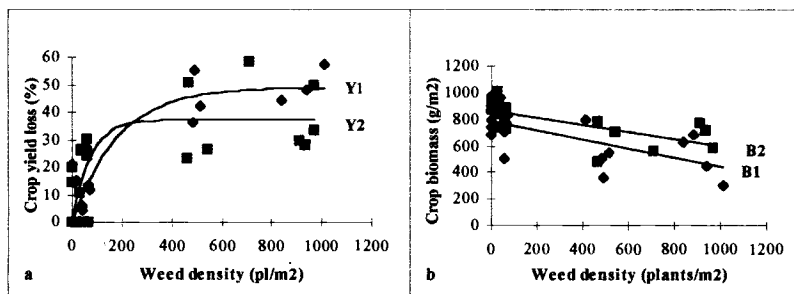 Crop yield loss (%)
60
50
40
30
20
10
0
Y1
Y2
0 200 400 600 800 1000 1200
a Weed density (pl/m2)
Crop biomass (g/m2)
1200
1000
800
600
400
200
0
B2
B1
0 200 400 600 800 1000 1200
b Weed density (plants/m2)